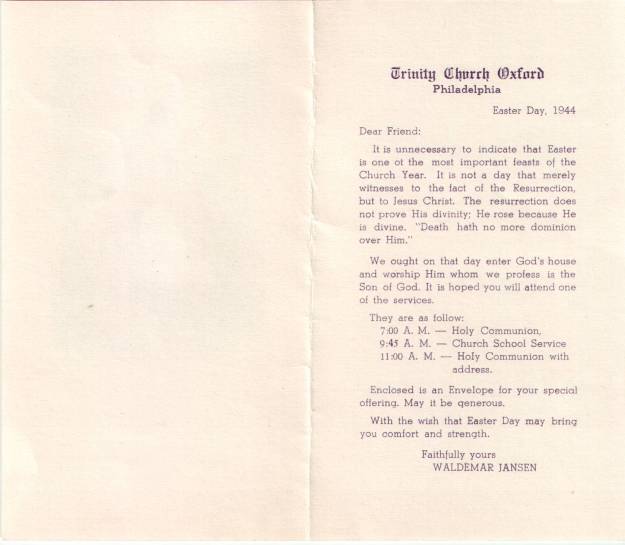 Trinity Church Oxford
Philadelphia
Easter Day, 1944
Dear Friend:
It is unnecessary to indicate that Easter
is one ot the most important feasts of the
Church Year. It is not a day that merely
witnesses to the fact of the Resurrection,
but to Jesus Christ. The resurrection does
not prove His divinity; He rose because He
is divine. "Death hath no more dominion
over Him."
We ought on that day enter God's house
and worship Him whom we profess is the
Son of God. It is hoped you will attend one
of the services.
They are as follow:
7:00 A. M. — Holy Communion,
9:45 A. M. — Church School Service
11:00 A. M. — Holy Communion with
address.
Enclosed is an Envelope for your special
offering. May it be generous.
With the wish that Easter Day may bring
you comfort and strength.
Faithfully yours
WALDEMAR JANSEN